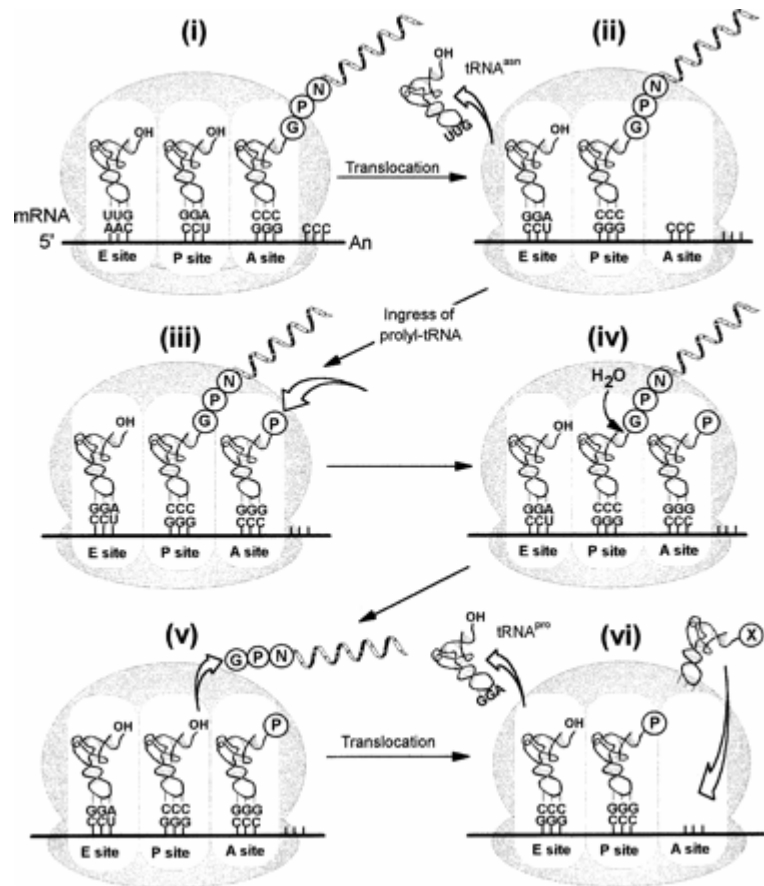 (i)
OH
OH
G P N
UUG
AAC
GGA
CCU
CCC
GGG
CCC
mRNA
5'
An
E site
P site
A site
Translocation
OH
tRNA^asn
UUG
(ii)
OH
G P N
GGA
CCU
CCC
GGG
CCC
E site
P site
A site
Ingress of
prolyl-tRNA
(iii)
OH
G P N
P
GGA
CCU
CCC
GGG
GGG
CCC
E site
P site
A site
(iv)
H2O
OH
G P N
P
GGA
CCU
CCC
GGG
GGG
CCC
E site
P site
A site
(v)
G P N
OH
OH
P
GGA
CCU
CCC
GGG
GGG
CCC
E site
P site
A site
Translocation
OH
tRNA^pro
GGA
(vi)
X
OH
P
CCC
GGG
GGG
CCC
E site
P site
A site